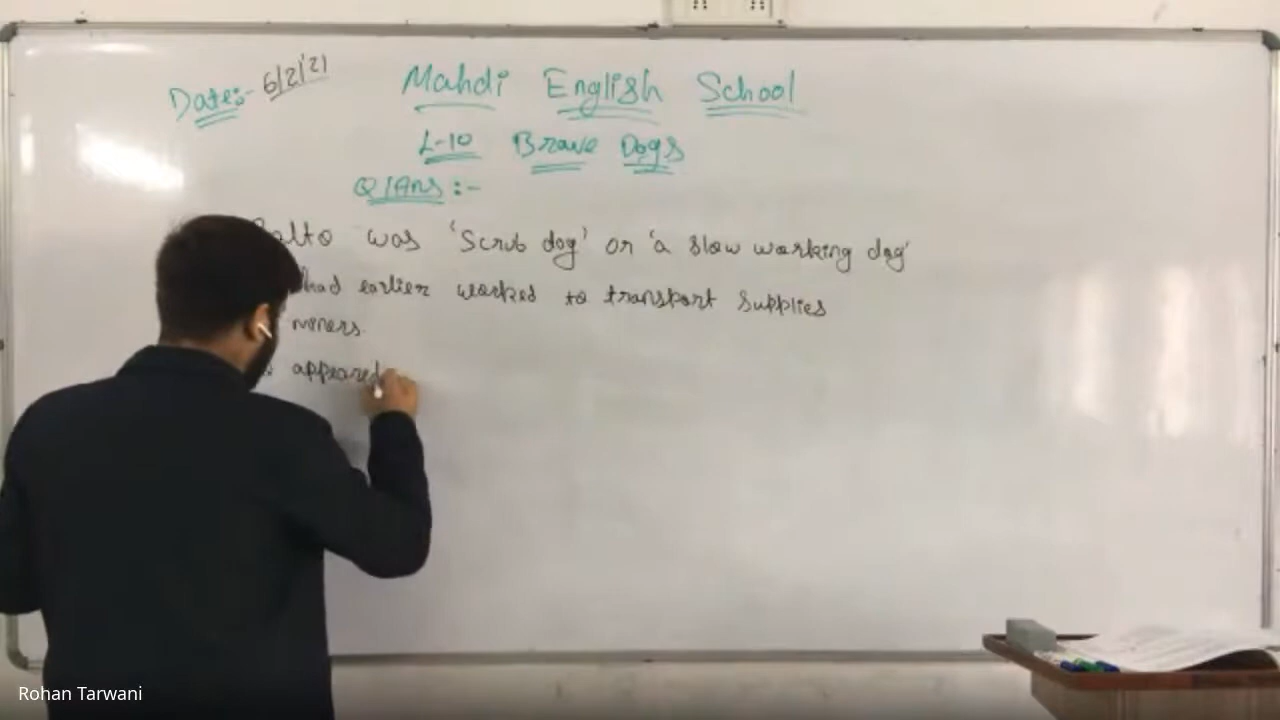 Date:- 6/2/'21
Mahdi English School
L-10 Brave Dogs
Q/Ans :-
Balto was 'Scrub dog' or 'a slow working dog'
had earlier worked to transport supplies
miners.
appeared
Rohan Tarwani